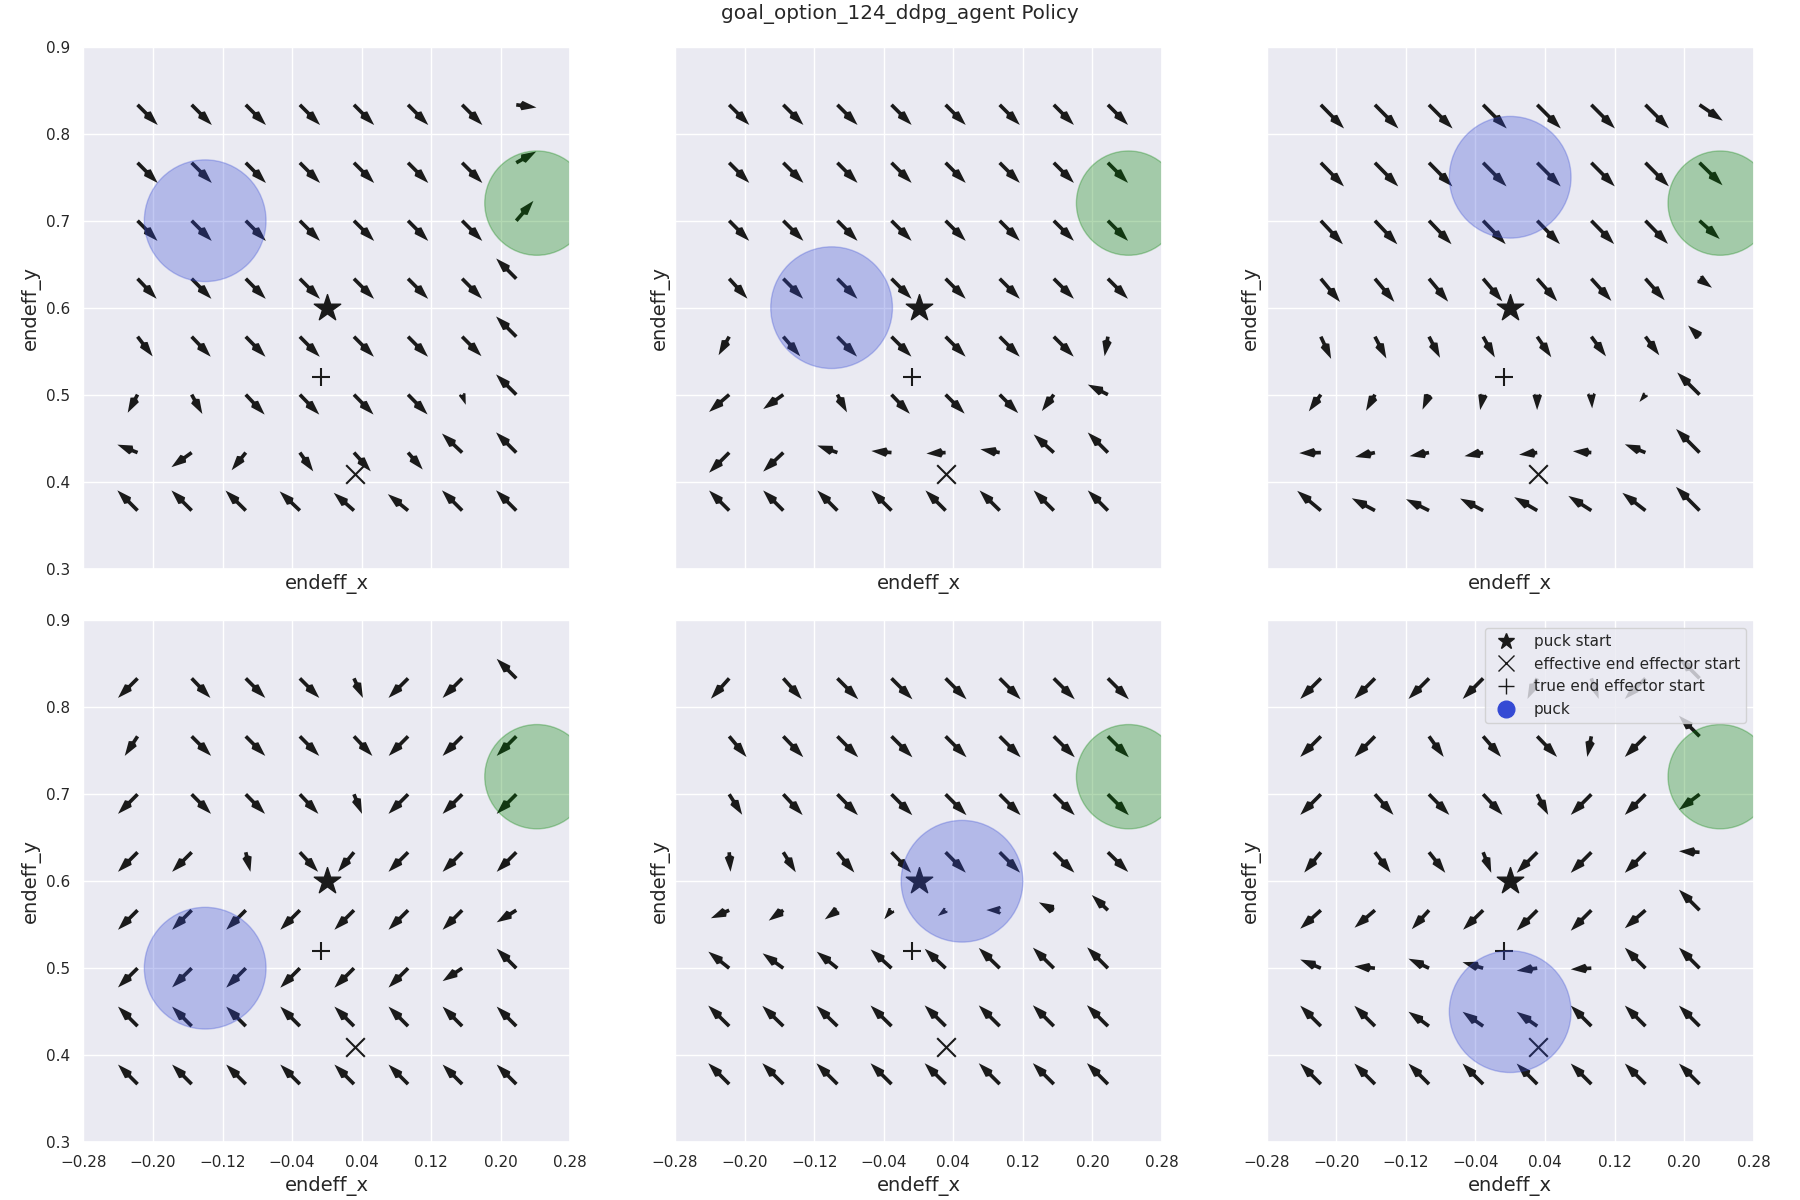 goal_option_124_ddpg_agent Policy
0.9
0.8
0.7
0.6
0.5
0.4
0.3
endeff_y
endeff_x
endeff_y
endeff_x
endeff_y
endeff_x
0.9
0.8
0.7
0.6
0.5
0.4
0.3
endeff_y
−0.28 −0.20 −0.12 −0.04 0.04 0.12 0.20 0.28
endeff_x
endeff_y
−0.28 −0.20 −0.12 −0.04 0.04 0.12 0.20 0.28
endeff_x
puck start
effective end effector start
true end effector start
puck
endeff_y
−0.28 −0.20 −0.12 −0.04 0.04 0.12 0.20 0.28
endeff_x